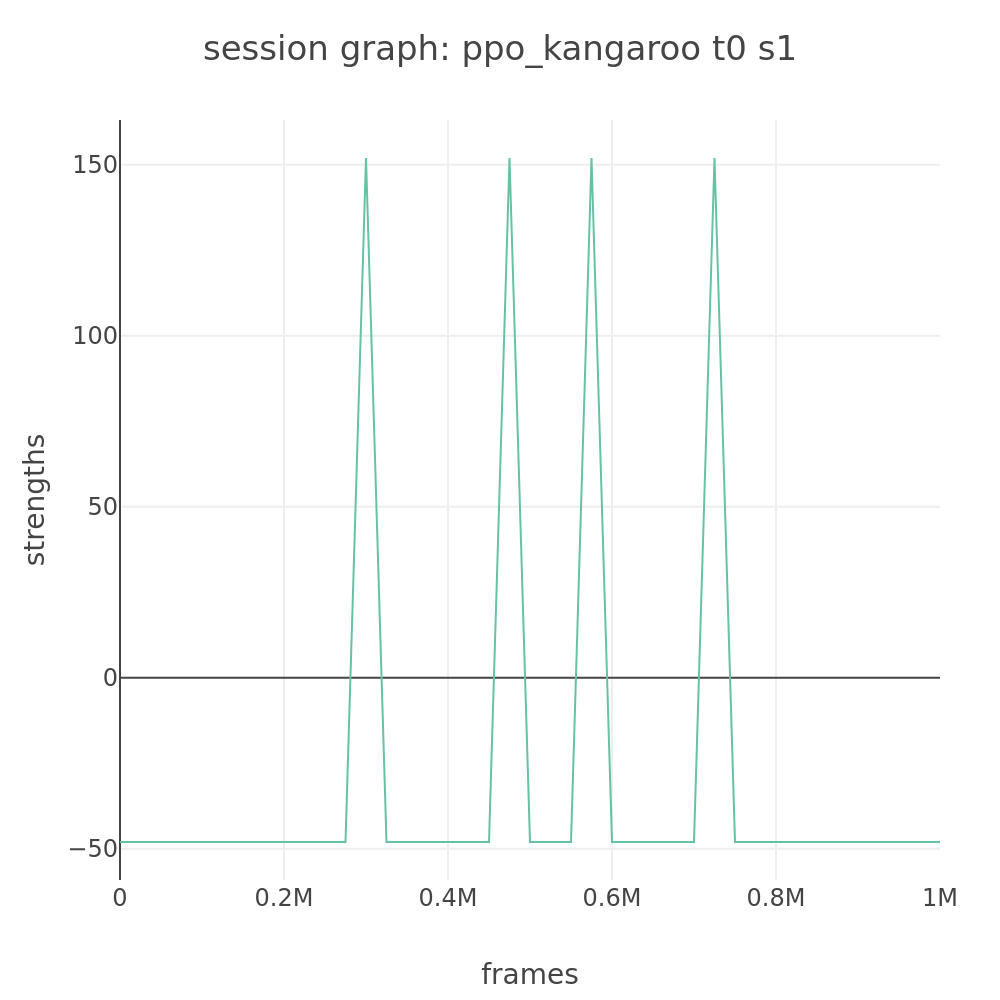 session graph: ppo_kangaroo t0 s1
150
100
50
0
−50
strengths
0
0.2M
0.4M
0.6M
0.8M
1M
frames